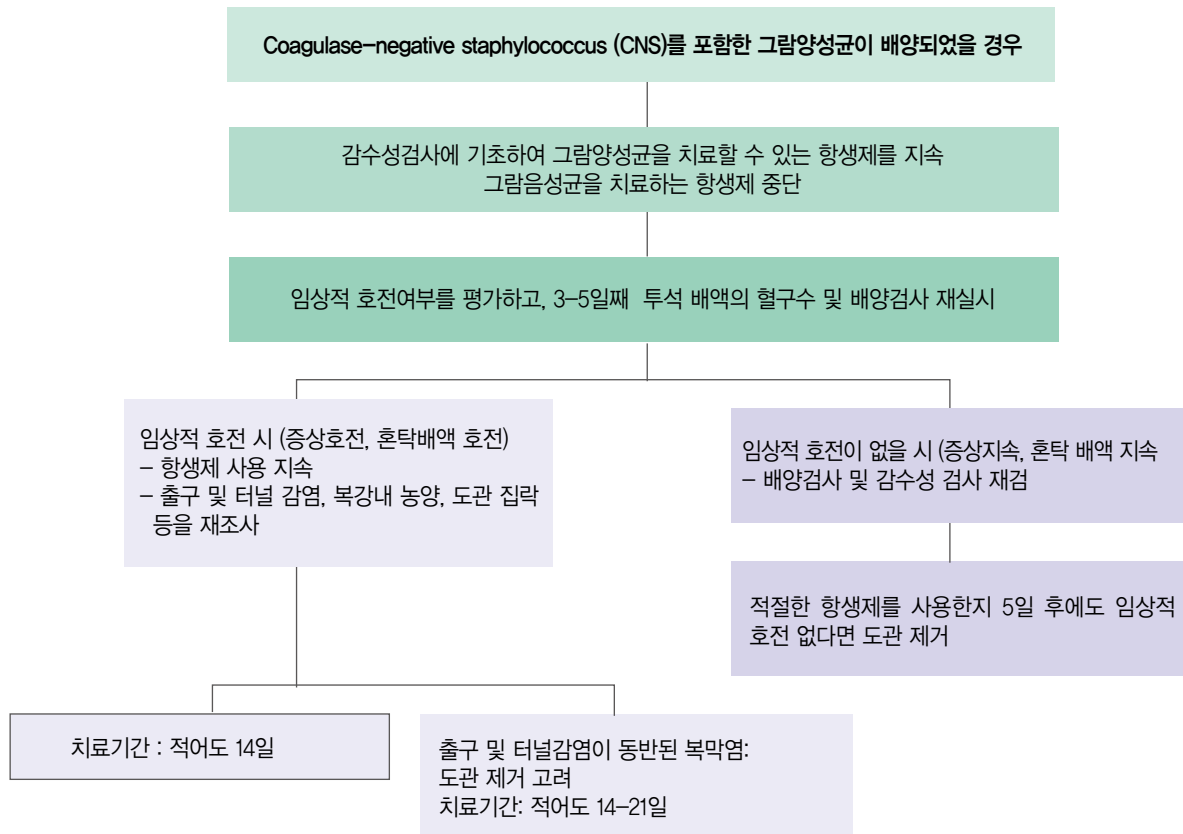 Coagulase-negative staphylococcus (CNS)를 포함한 그람양성균이 배양되었을 경우
감수성검사에 기초하여 그람양성균을 치료할 수 있는 항생제를 지속
그람음성균을 치료하는 항생제 중단
임상적 호전여부를 평가하고, 3-5일째 투석 배액의 혈구수 및 배양검사 재실시
임상적 호전 시 (증상호전, 혼탁배액 호전)
- 항생제 사용 지속
- 출구 및 터널 감염, 복강내 농양, 도관 집락
등을 재조사
임상적 호전이 없을 시 (증상지속, 혼탁 배액 지속
- 배양검사 및 감수성 검사 재검
적절한 항생제를 사용한지 5일 후에도 임상적
호전 없다면 도관 제거
치료기간 : 적어도 14일
출구 및 터널감염이 동반된 복막염:
도관 제거 고려
치료기간: 적어도 14-21일